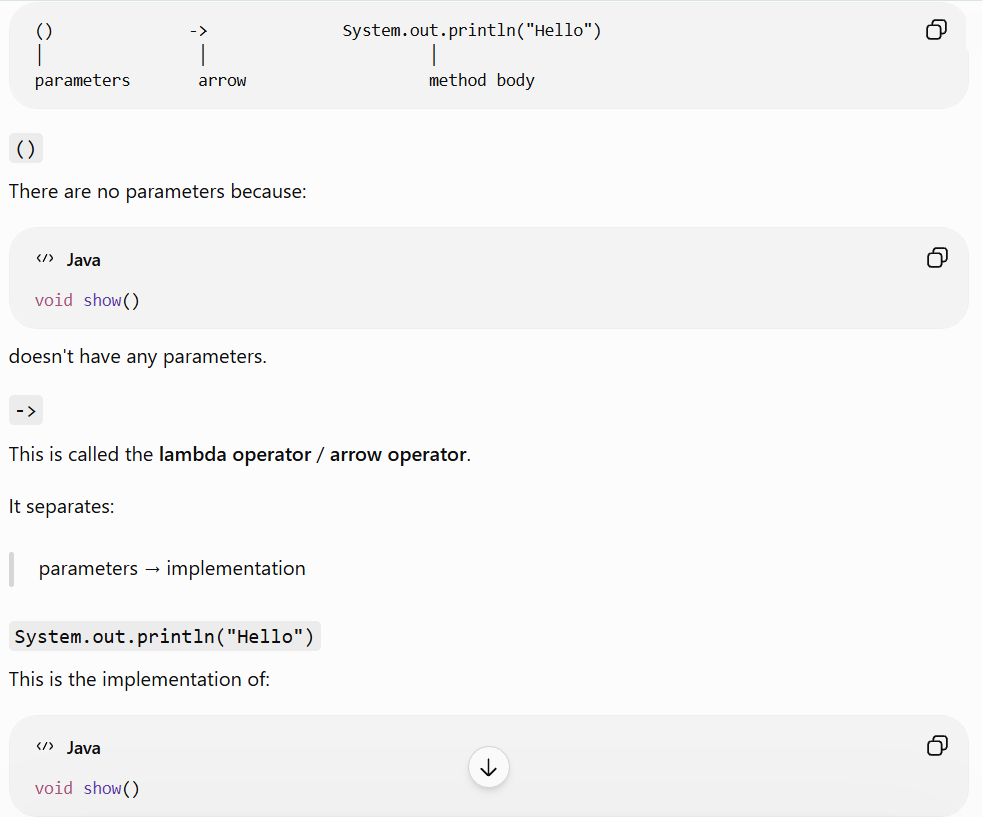 () -> System.out.println("Hello")
| | |
parameters arrow method body
()
There are no parameters because:
</> Java
void show()
doesn't have any parameters.
->
This is called the lambda operator / arrow operator.
It separates:
parameters → implementation
System.out.println("Hello")
This is the implementation of:
</> Java
void show()